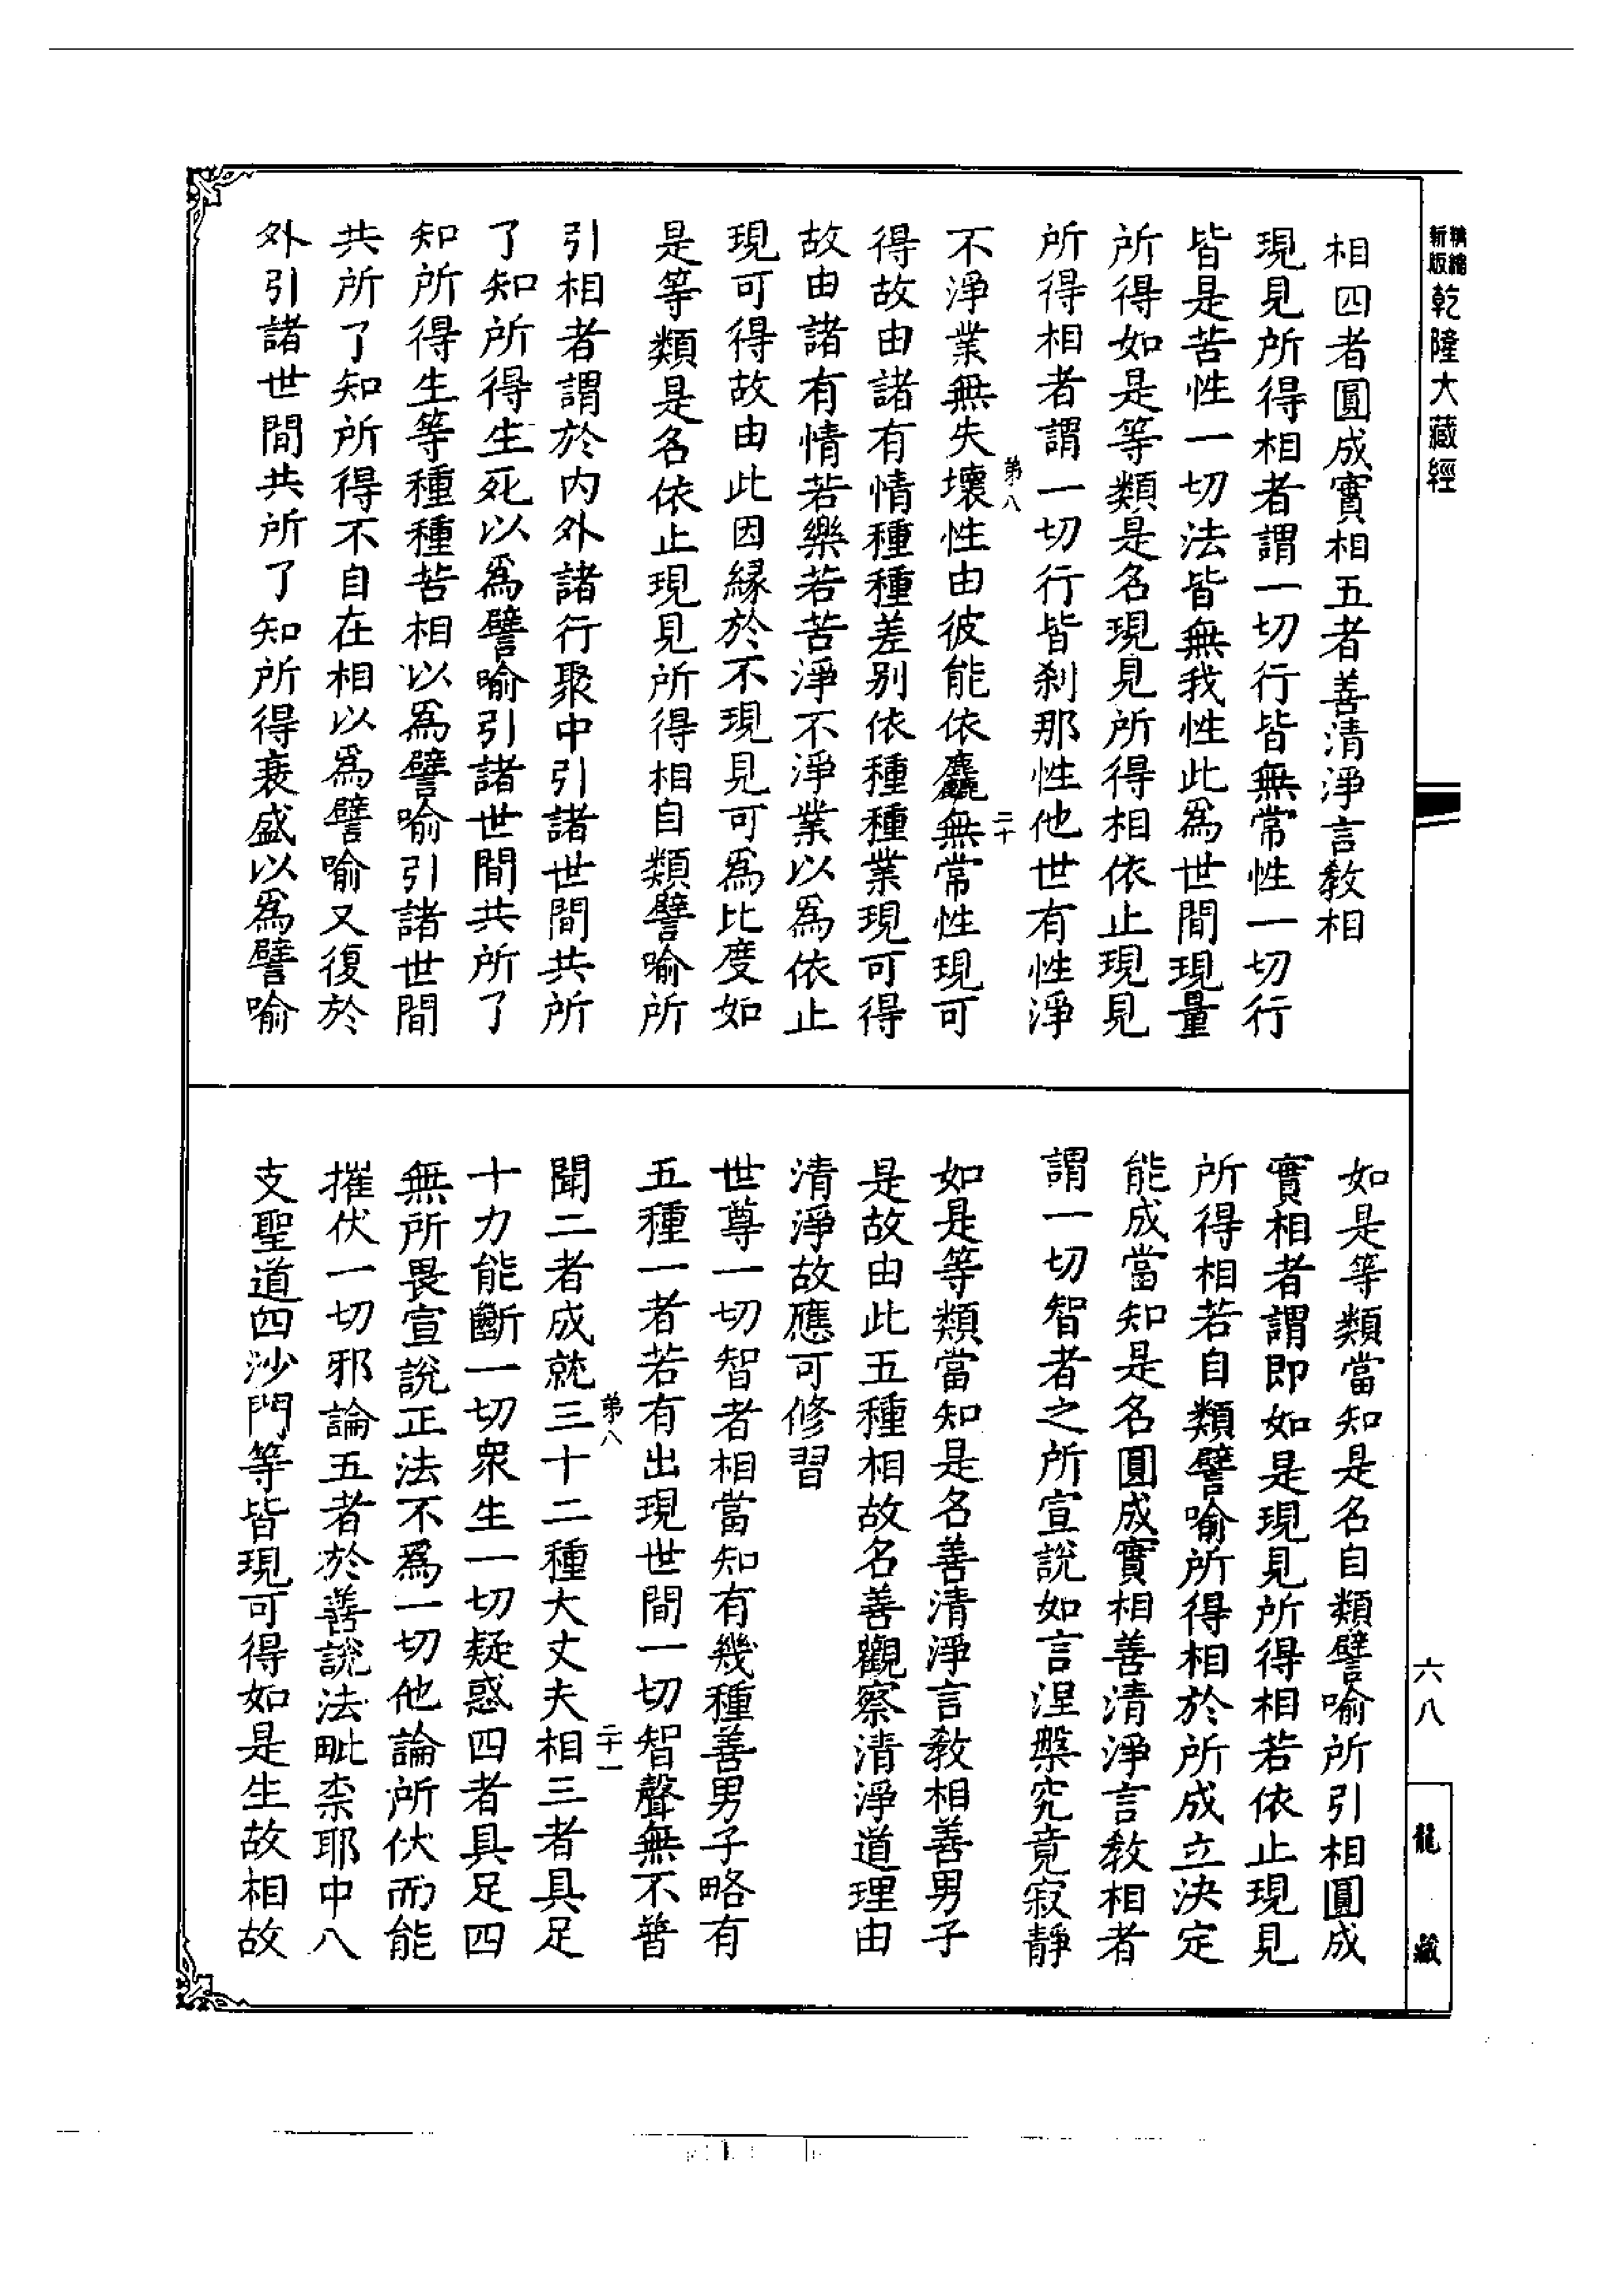 精縮新版乾隆大藏經
相四者圓成實相五者善清淨言教相
現見所得相者謂一切行皆無常性一切行
皆是苦性一切法皆無我性此爲世間現量
所得如是等類是名現見所得相依止現見
所得相者謂一切行皆刹那性他世有性淨
第八
二十
不淨業無失壞性由彼能依麤無常性現可
得故由諸有情種種差别依種種業現可得
故由諸有情若樂若苦淨不淨業以爲依止
現可得故由此因緣於不現見可爲比度如
是等類是名依止現見所得相自類譬喻所
引相者謂於内外諸行聚中引諸世間共所
了知所得生死以爲譬喻引諸世間共所了
知所得生等種種苦相以爲譬喻引諸世間
共所了知所得不自在相以爲譬喻又復於
外引諸世間共所了知所得衰盛以爲譬喻
如是等類當知是名自類譬喻所引相圓成
實相者謂即如是現見所得相若依止現見
所得相若自類譬喻所得相於所成立決定
能成當知是名圓成實相善清淨言教相者
謂一切智者之所宣說如言涅槃究竟寂靜
如是等類當知是名善清淨言教相善男子
是故由此五種相故名善觀察清淨道理由
清淨故應可修習
世尊一切智者相當知有幾種善男子略有
五種一者若有出現世間一切智聲無不普
第八
二十一
聞二者成就三十二種大丈夫相三者具足
十力能斷一切衆生一切疑惑四者具足四
無所畏宣說正法不爲一切他論所伏而能
摧伏一切邪論五者於善說法毗柰耶中八
支聖道四沙門等皆現可得如是生故相故
六八
龍藏